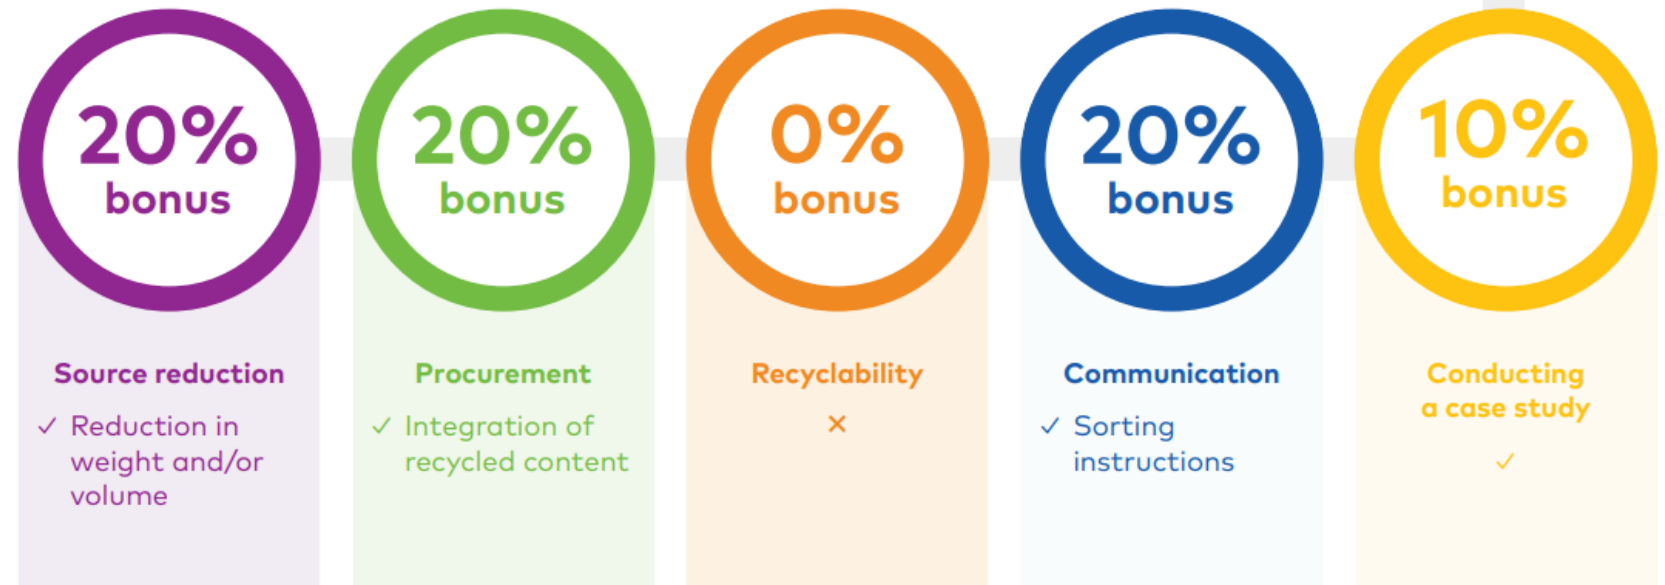 20%
bonus
Source reduction
✓ Reduction in
weight and/or
volume
20%
bonus
Procurement
✓ Integration of
recycled content
0%
bonus
Recyclability
✕
20%
bonus
Communication
✓ Sorting
instructions
10%
bonus
Conducting
a case study
✓